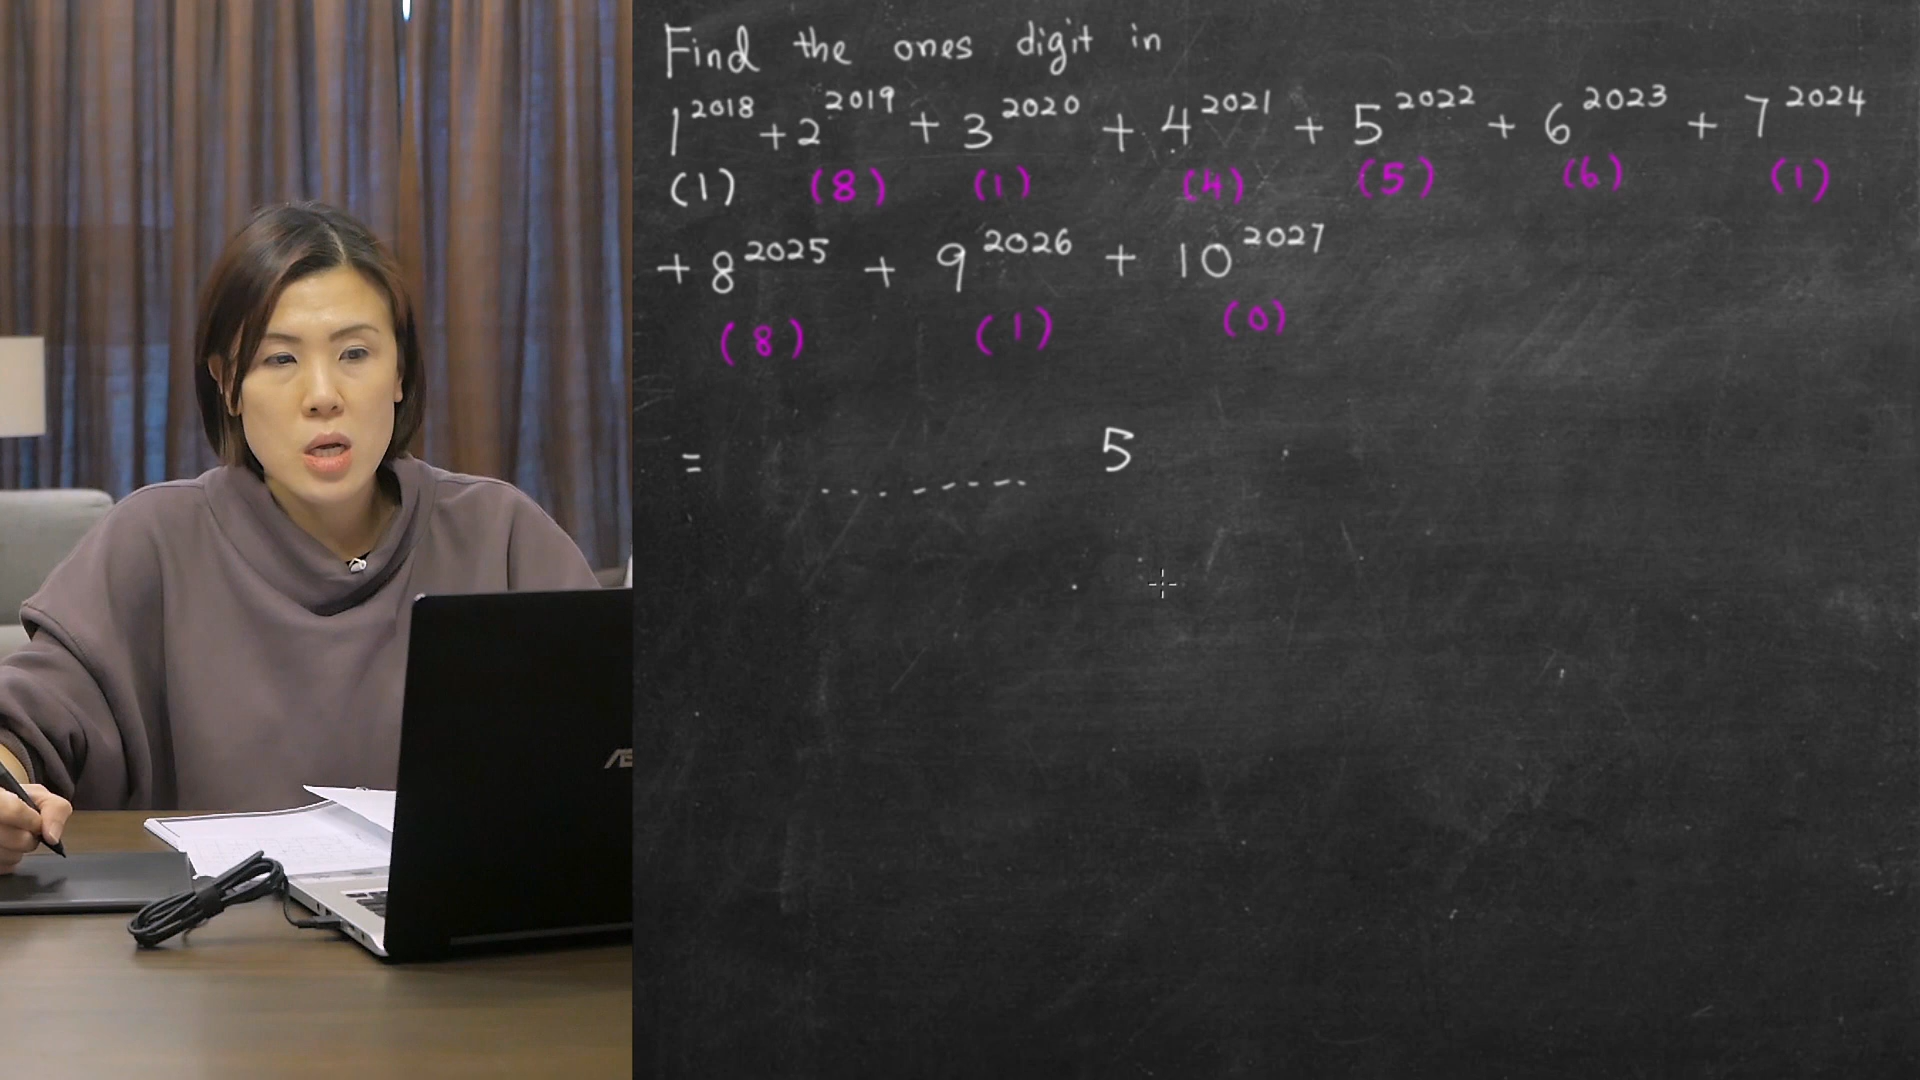 Find the ones digit in
1^2018 + 2^2019 + 3^2020 + 4^2021 + 5^2022 + 6^2023 + 7^2024
(1) (8) (1) (4) (5) (6) (1)
+ 8^2025 + 9^2026 + 10^2027
(8) (1) (0)
= ........ 5